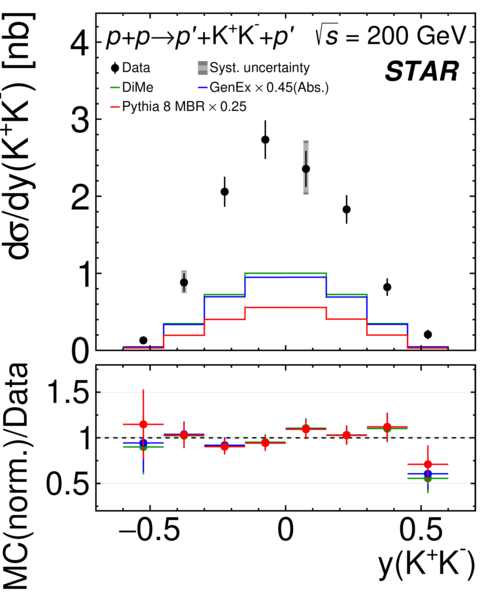 p+p→p′+K⁺K⁻+p′ √s = 200 GeV
STAR
Data
Syst. uncertainty
DiMe
GenEx × 0.45(Abs.)
Pythia 8 MBR × 0.25
dσ/dy(K⁺K⁻) [nb]
4
3
2
1
0
MC(norm.)/Data
1.5
1
0.5
−0.5
0
0.5
y(K⁺K⁻)